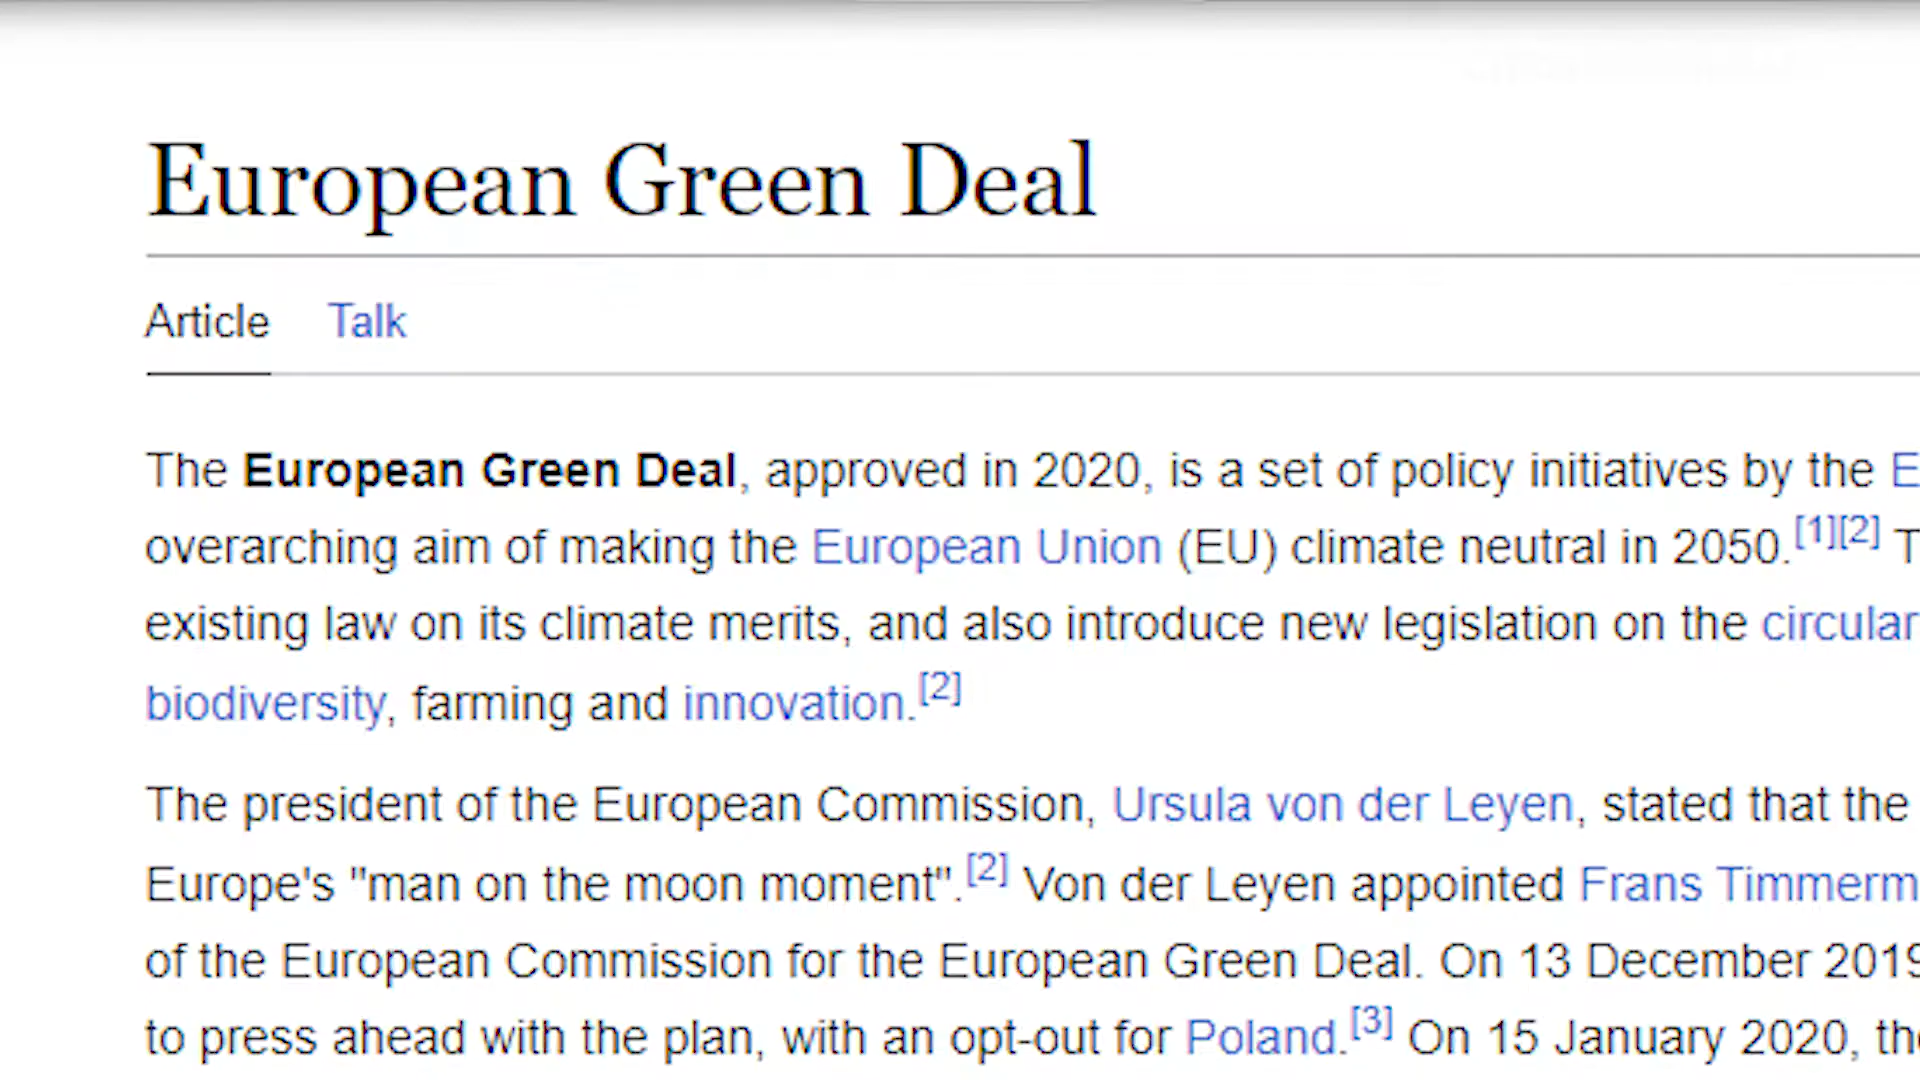 European Green Deal
Article Talk
The European Green Deal, approved in 2020, is a set of policy initiatives by the
overarching aim of making the European Union (EU) climate neutral in 2050.[1][2]
existing law on its climate merits, and also introduce new legislation on the circular
biodiversity, farming and innovation.[2]
The president of the European Commission, Ursula von der Leyen, stated that the
Europe's "man on the moon moment".[2] Von der Leyen appointed Frans Timmerm
of the European Commission for the European Green Deal. On 13 December 2019
to press ahead with the plan, with an opt-out for Poland.[3] On 15 January 2020, the